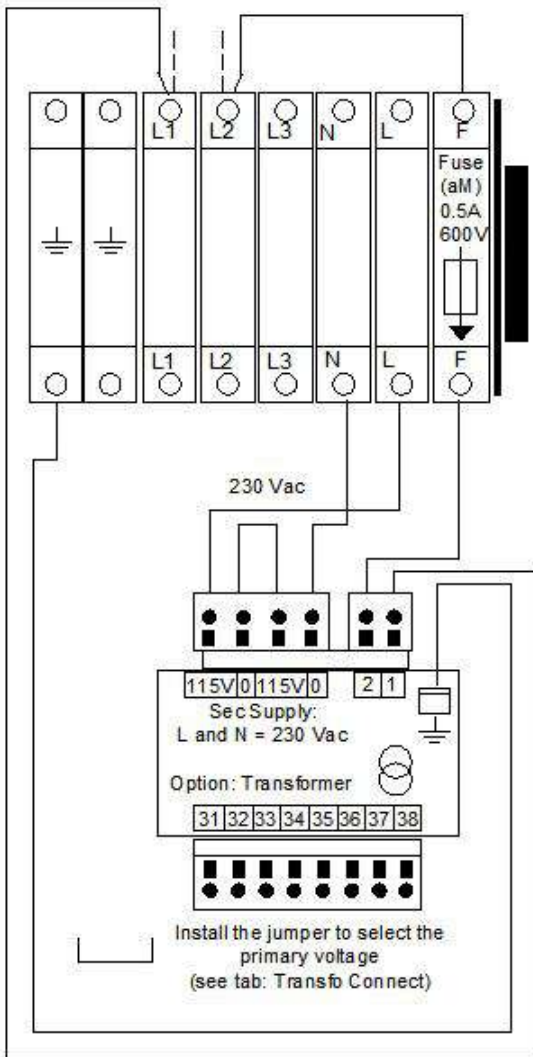 L1 L2 L3 N L F
Fuse
(aM)
0.5A
600V
L1 L2 L3 N L F
230 Vac
115V 0 115V 0 2 1
Sec Supply:
L and N = 230 Vac
Option: Transformer
31 32 33 34 35 36 37 38
Install the jumper to select the
primary voltage
(see tab: Transfo Connect)